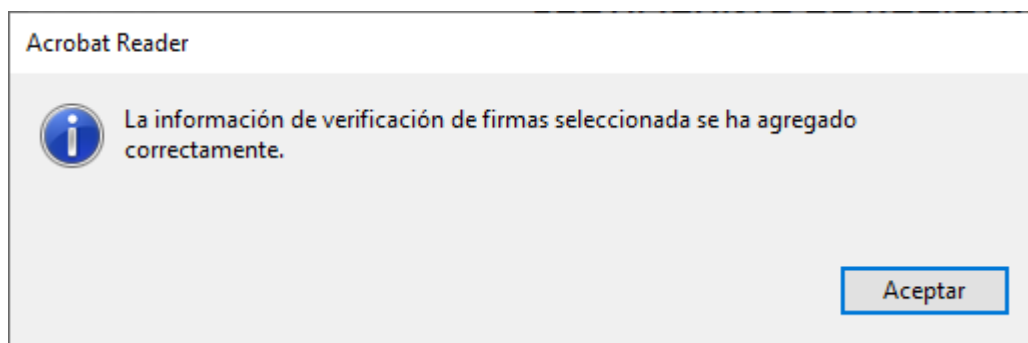 Acrobat Reader
La información de verificación de firmas seleccionada se ha agregado
correctamente.
Aceptar